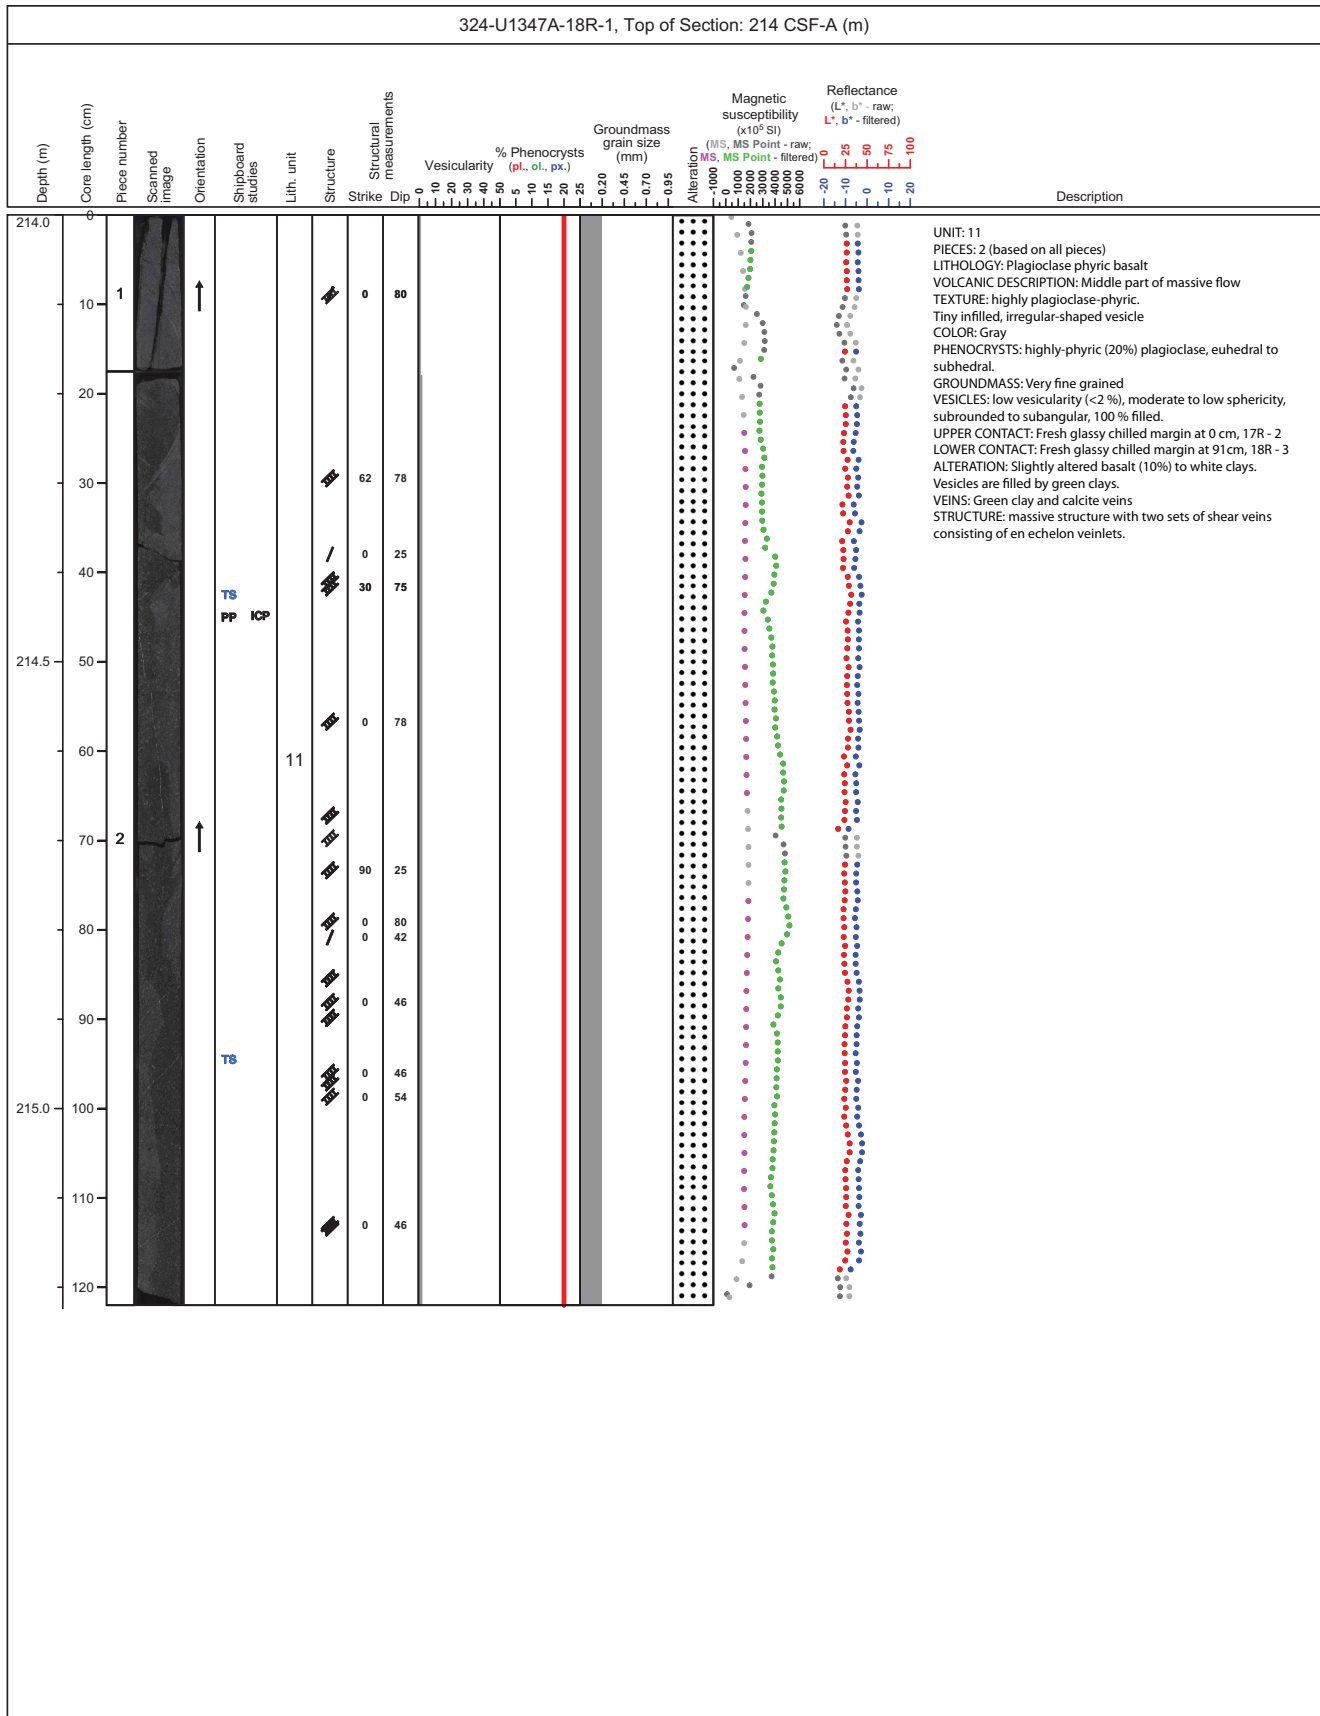 324-U1347A-18R-1, Top of Section: 214 CSF-A (m)
Depth (m)
Core length (cm)
Piece number
Scanned
image
Orientation
Shipboard
studies
Lith. unit
Structure
Structural
measurements
Strike Dip
Vesicularity
0 10 20 30 40 50
% Phenocrysts
(pl., ol., px.)
5 10 15 20 25
Groundmass
grain size
(mm)
0.20 0.45 0.70 0.95
Alteration
Magnetic
susceptibility
(x10⁵ SI)
(MS, MS Point - raw;
MS, MS Point - filtered)
-1000 0 1000 2000 3000 4000 5000 6000
Reflectance
(L*, b* - raw;
L*, b* - filtered)
0 25 50 75 100
-20 -10 0 10 20
Description
214.0
0
1
10
0 80
20
30
62 78
0 25
40
30 75
TS
PP ICP
214.5
50
0 78
60
11
70
2
90 25
0 80
80
0 42
0 46
90
TS
0 46
0 54
215.0
100
110
0 46
120
UNIT: 11
PIECES: 2 (based on all pieces)
LITHOLOGY: Plagioclase phyric basalt
VOLCANIC DESCRIPTION: Middle part of massive flow
TEXTURE: highly plagioclase-phyric.
Tiny infilled, irregular-shaped vesicle
COLOR: Gray
PHENOCRYSTS: highly-phyric (20%) plagioclase, euhedral to
subhedral.
GROUNDMASS: Very fine grained
VESICLES: low vesicularity (<2 %), moderate to low sphericity,
subrounded to subangular, 100 % filled.
UPPER CONTACT: Fresh glassy chilled margin at 0 cm, 17R - 2
LOWER CONTACT: Fresh glassy chilled margin at 91cm, 18R - 3
ALTERATION: Slightly altered basalt (10%) to white clays.
Vesicles are filled by green clays.
VEINS: Green clay and calcite veins
STRUCTURE: massive structure with two sets of shear veins
consisting of en echelon veinlets.